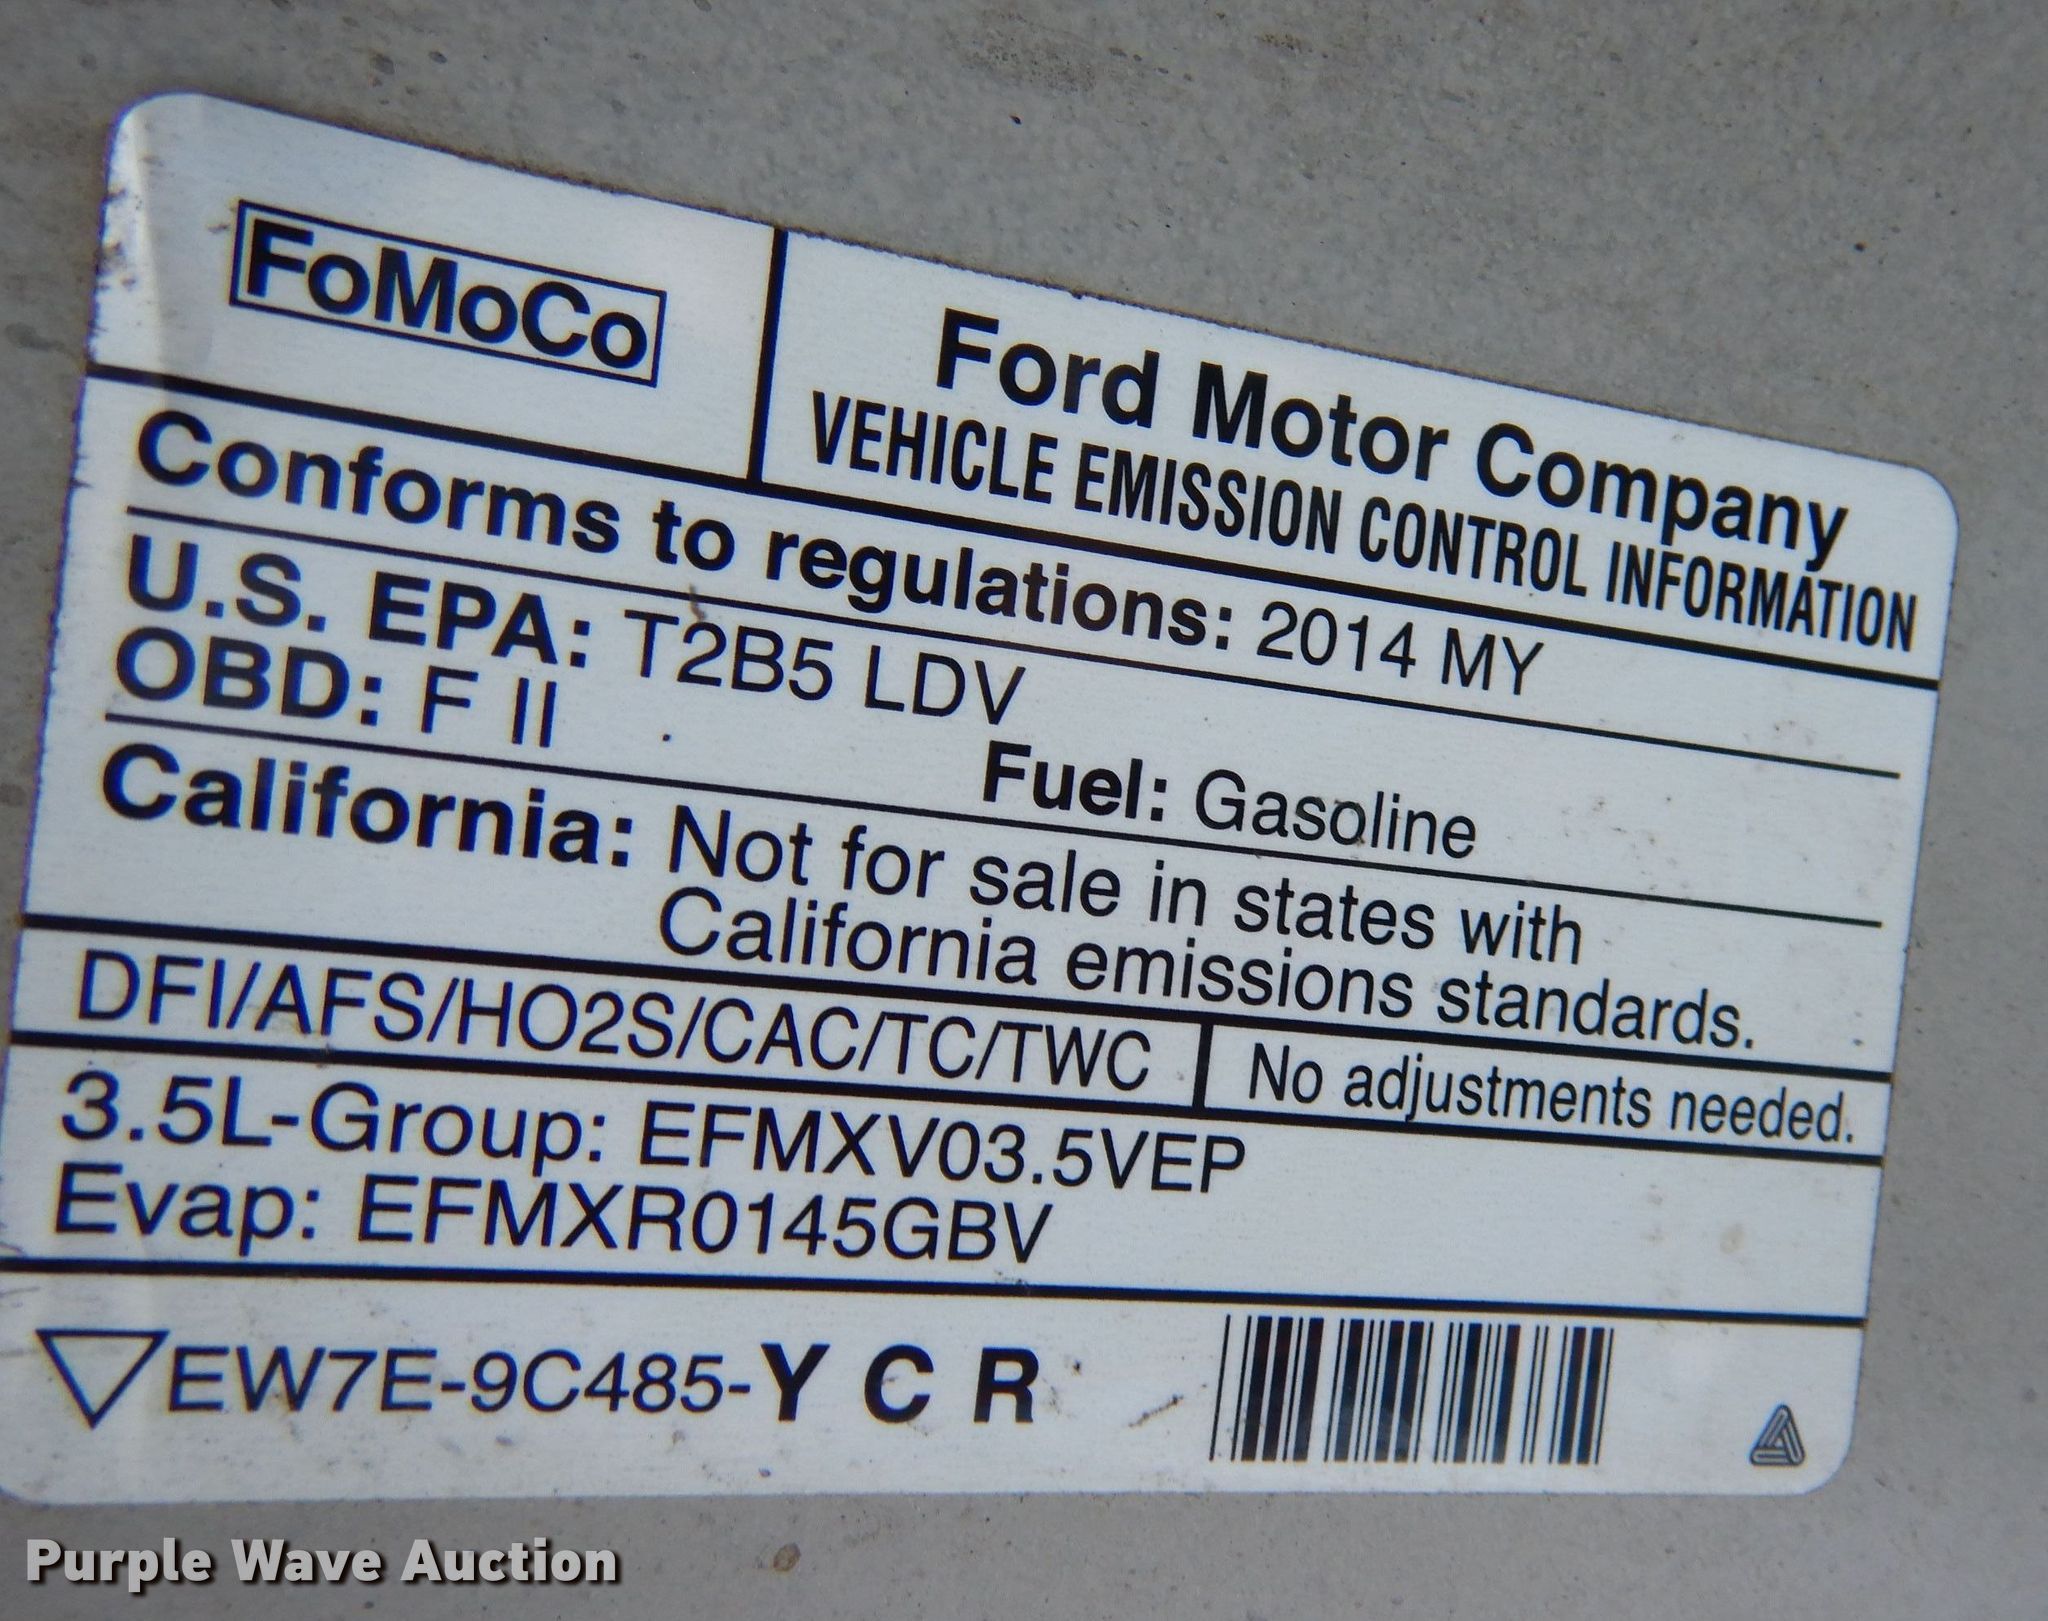 FoMoCo
Ford Motor Company
VEHICLE EMISSION CONTROL INFORMATION
Conforms to regulations: 2014 MY
U.S. EPA: T2B5 LDV
OBD: F II
Fuel: Gasoline
California: Not for sale in states with
California emissions standards.
DFI/AFS/HO2S/CAC/TC/TWC
No adjustments needed.
3.5L-Group: EFMXV03.5VEP
Evap: EFMXR0145GBV
EW7E-9C485-Y C R
Purple Wave Auction